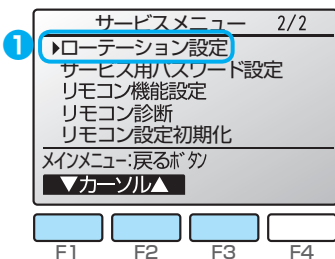 サービスメニュー 2/2
1 ▶ローテーション設定
サービス用パスワード設定
リモコン機能設定
リモコン診断
リモコン設定初期化
メインメニュー:戻るボタン
▼カーソル▲
F1 F2 F3 F4